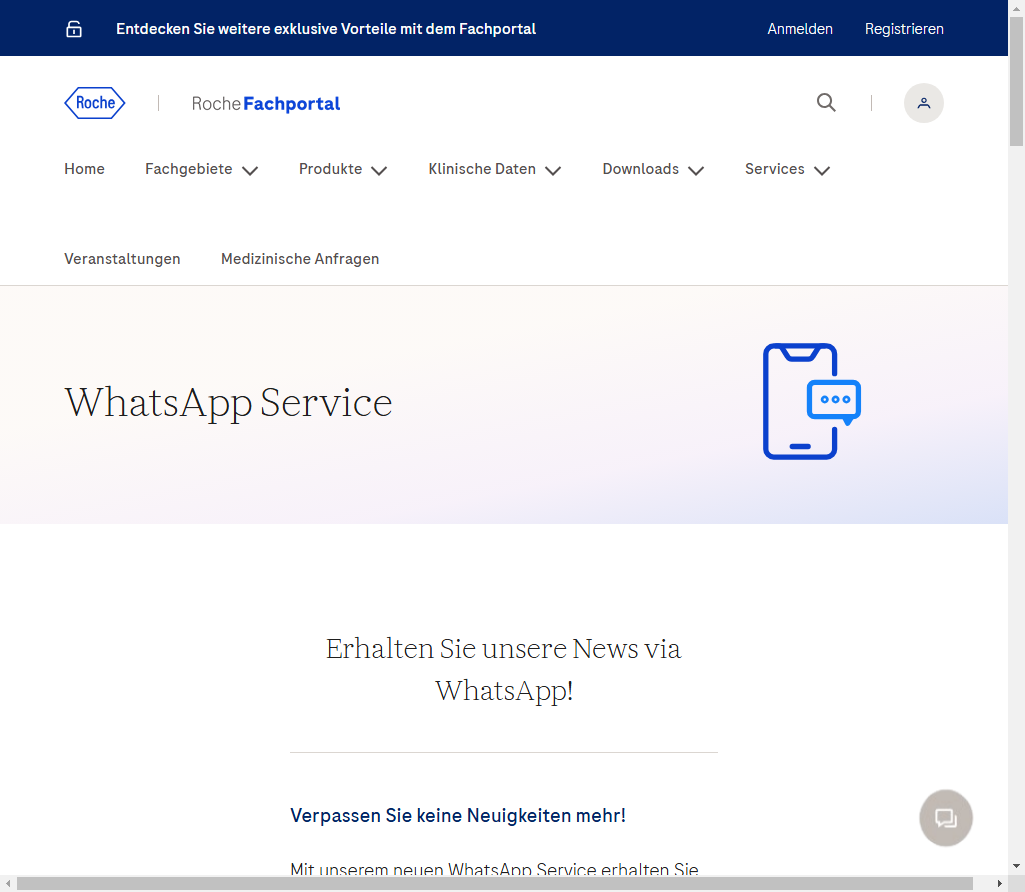 Entdecken Sie weitere exklusive Vorteile mit dem Fachportal
Anmelden
Registrieren
Roche
Roche Fachportal
Home
Fachgebiete
Produkte
Klinische Daten
Downloads
Services
Veranstaltungen
Medizinische Anfragen
WhatsApp Service
Erhalten Sie unsere News via
WhatsApp!
Verpassen Sie keine Neuigkeiten mehr!
Mit unserem neuen WhatsApp Service erhalten Sie